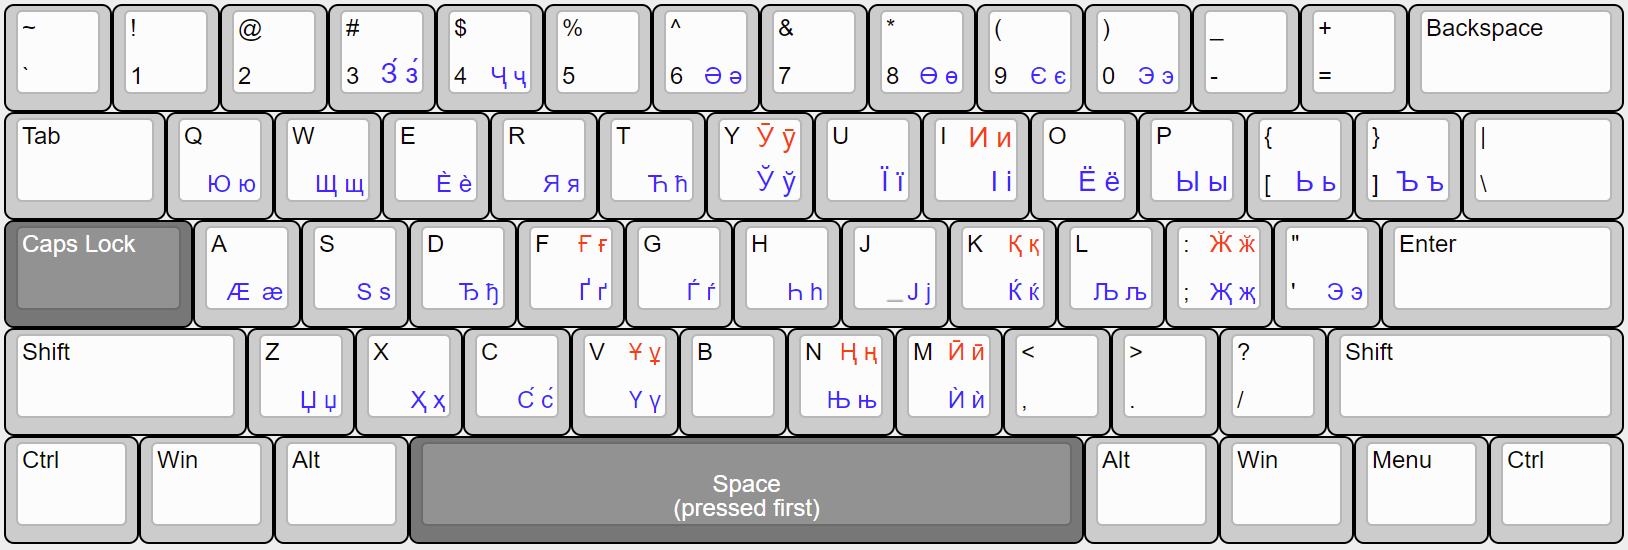 ~ ! @ # $ % ^ & * ( ) _ + Backspace
` 1 2 3 З́ з́ 4 Ҷ ҷ 5 6 Ә ә 7 8 Ө ө 9 Є є 0 Э э - =
Tab Q W E R T Y Ӯ ӯ U I И и O P { } |
Ю ю Щ щ Ѐ ѐ Я я Ћ ћ Ў ў Ї ї І і Ё ё Ы ы [ Ь ь ] Ъ ъ \
Caps Lock A S D F Ғ ғ G H J K Қ қ L : Ӂ ӂ " Enter
Ӕ ӕ Ѕ ѕ Ђ ђ Ґ ґ Ѓ ѓ Һ һ _ Ј ј Ќ ќ Љ љ ; Җ җ ' Э э
Shift Z X C V Ұ ұ B N Ң ң M Ӣ ӣ < > ? Shift
Џ џ Ҳ ҳ С́ с́ Ү ү Њ њ Ѝ ѝ , . /
Ctrl Win Alt Alt Win Menu Ctrl
Space
(pressed first)